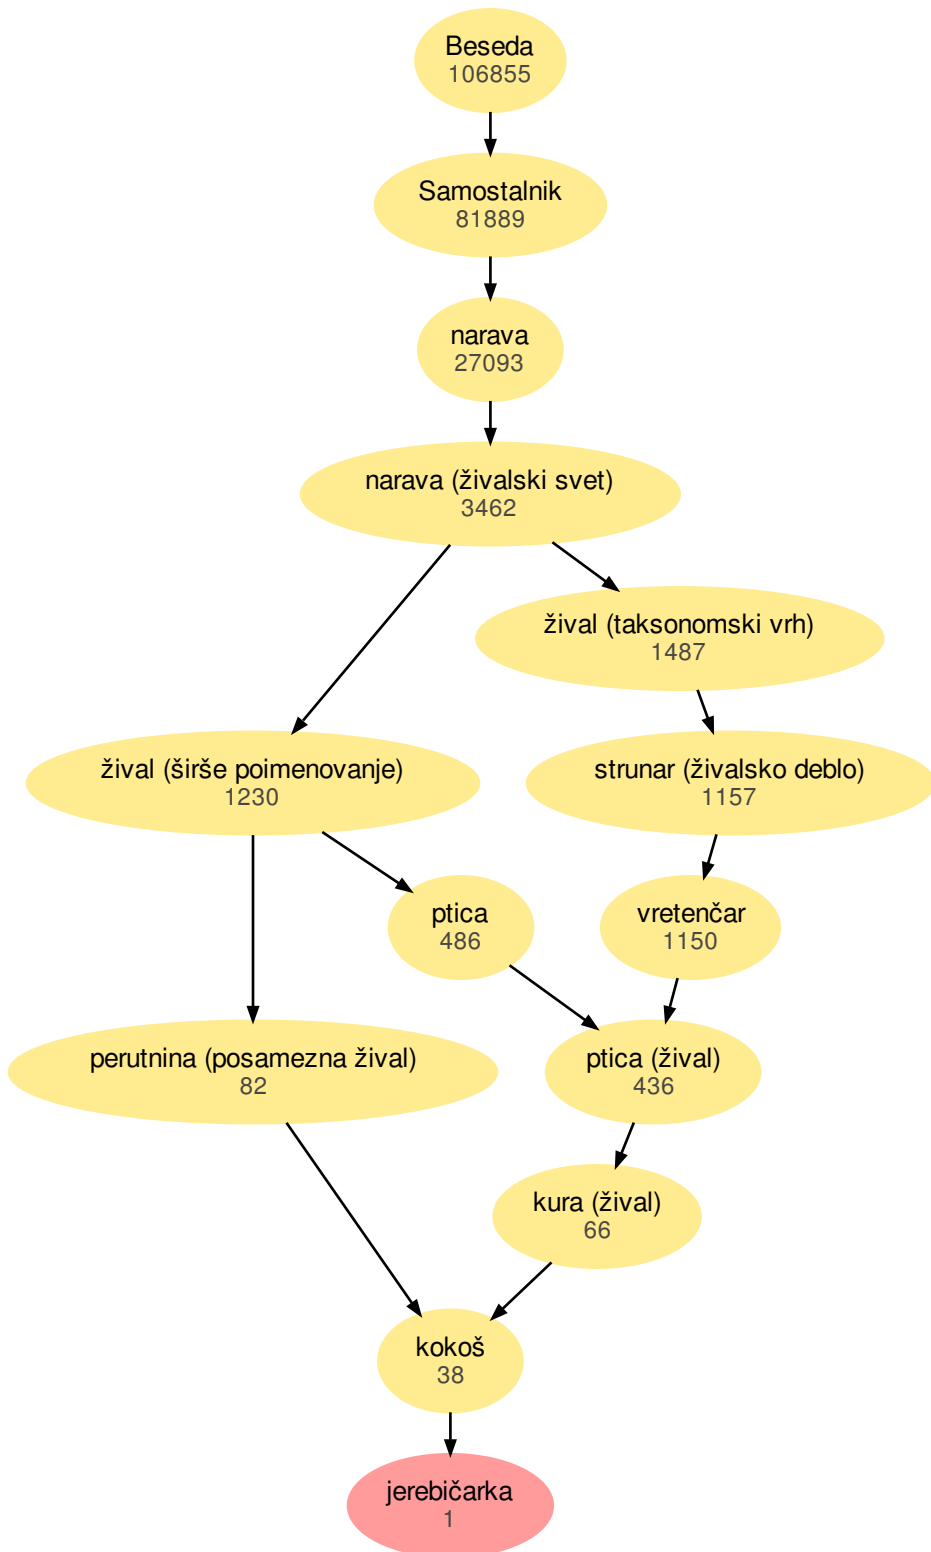 Beseda
106855
Samostalnik
81889
narava
27093
narava (živalski svet)
3462
žival (taksonomski vrh)
1487
žival (širše poimenovanje)
1230
strunar (živalsko deblo)
1157
ptica
486
vretenčar
1150
perutnina (posamezna žival)
82
ptica (žival)
436
kura (žival)
66
kokoš
38
jerebičarka
1